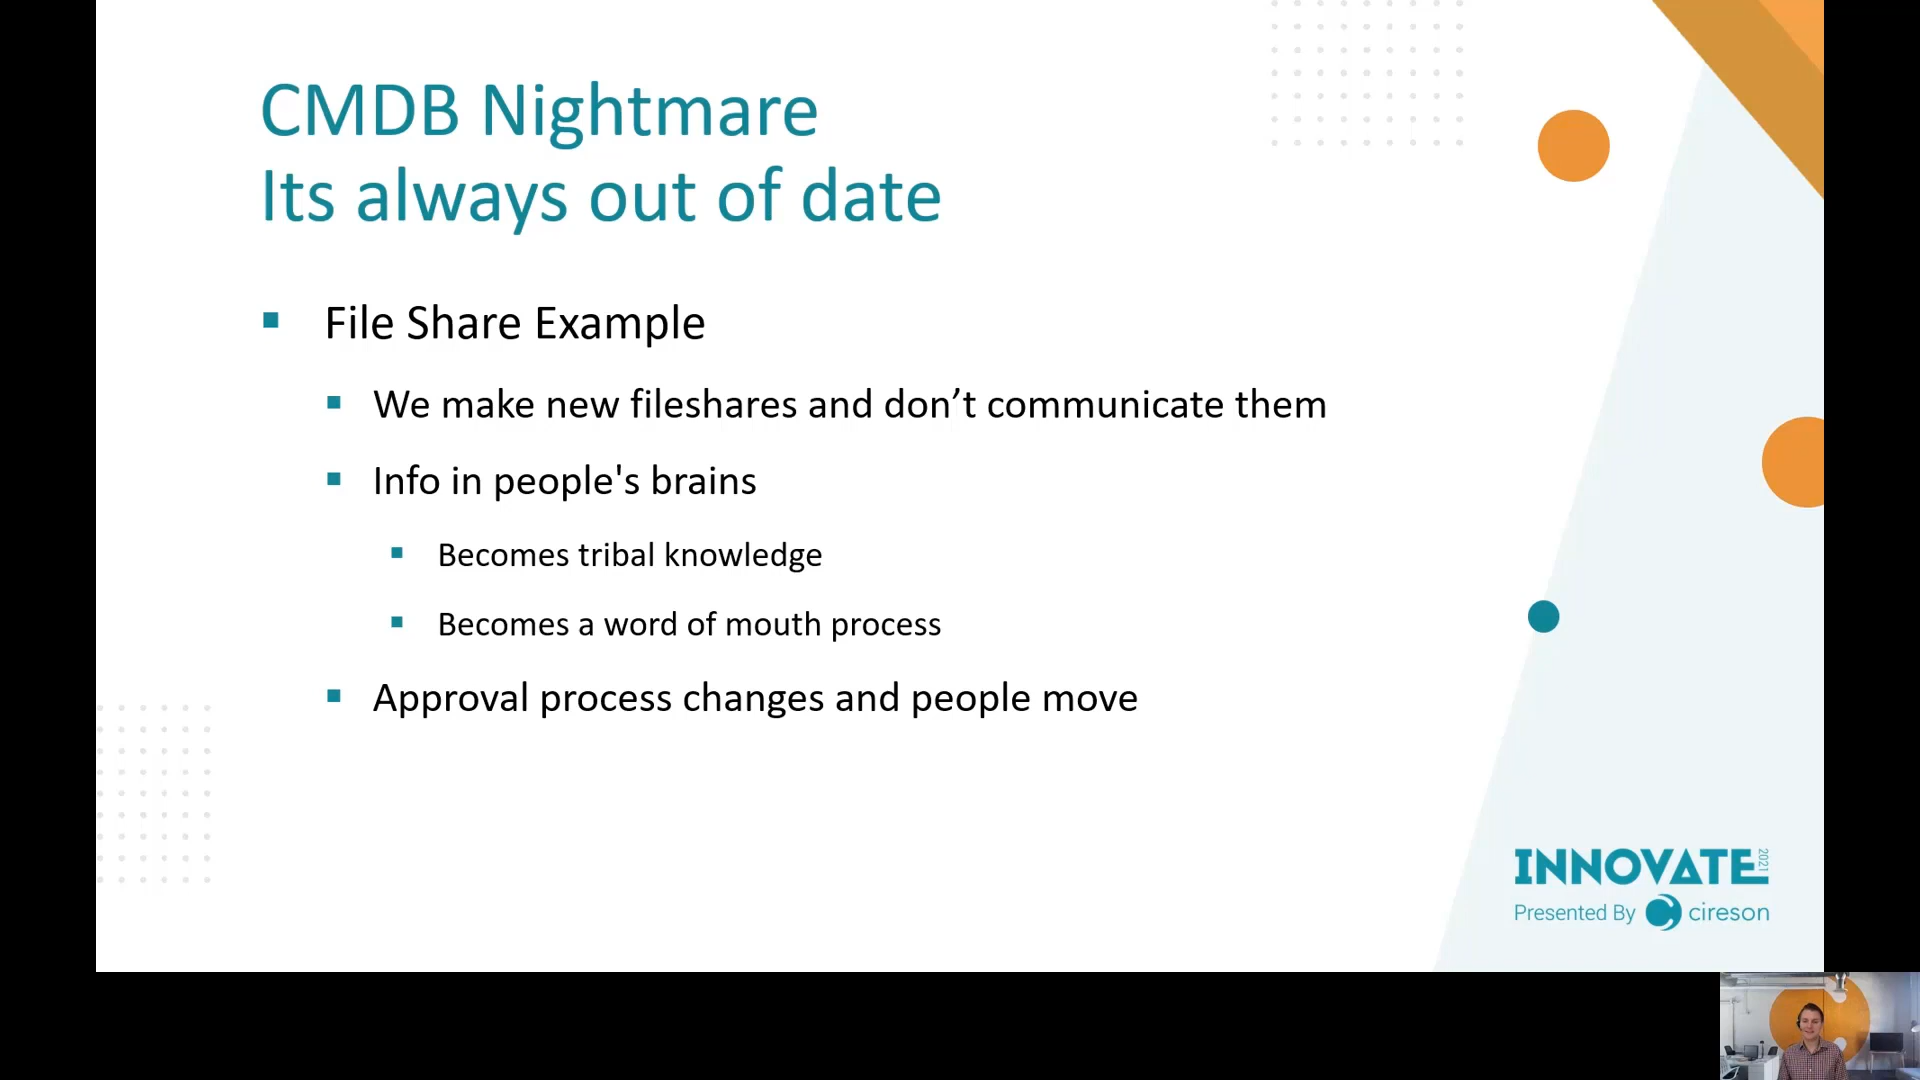 CMDB Nightmare
Its always out of date
File Share Example
We make new fileshares and don’t communicate them
Info in people's brains
Becomes tribal knowledge
Becomes a word of mouth process
Approval process changes and people move
INNOVATE 2021
Presented By cireson